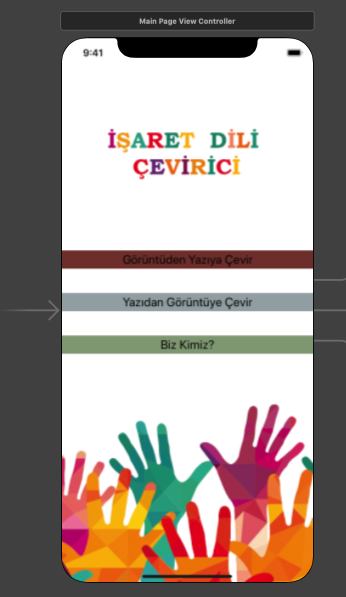 Main Page View Controller
9:41
İŞARET DİLİ
ÇEVİRİCİ
Görüntüden Yazıya Çevir
Yazıdan Görüntüye Çevir
Biz Kimiz?